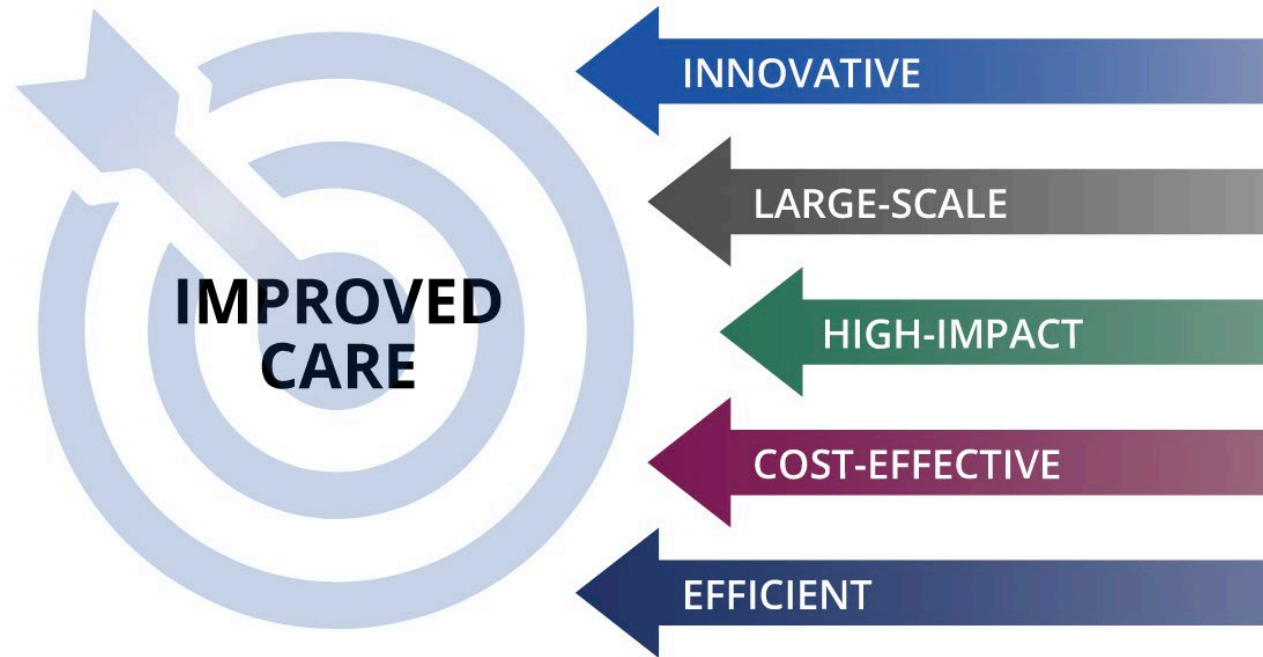 IMPROVED
CARE
INNOVATIVE
LARGE-SCALE
HIGH-IMPACT
COST-EFFECTIVE
EFFICIENT